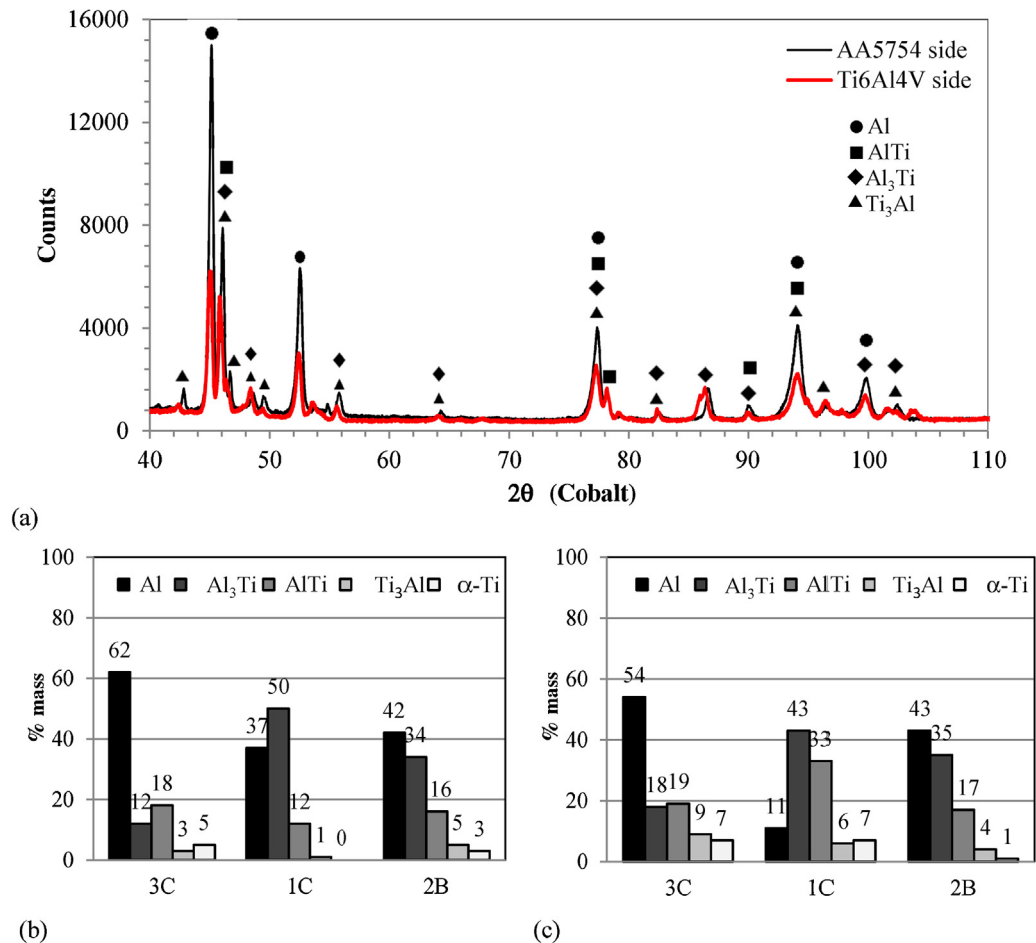 16000
12000
8000
4000
0
Counts
AA5754 side
Ti6Al4V side
Al
AlTi
Al₃Ti
Ti₃Al
40 50 60 70 80 90 100 110
2θ (Cobalt)
(a)
100
80
60
40
20
0
% mass
Al Al₃Ti AlTi Ti₃Al α-Ti
62 12 18 3 5
37 50 12 1 0
42 34 16 5 3
3C 1C 2B
(b)
100
80
60
40
20
0
% mass
Al Al₃Ti AlTi Ti₃Al α-Ti
54 18 19 9 7
11 43 33 6 7
43 35 17 4 1
3C 1C 2B
(c)